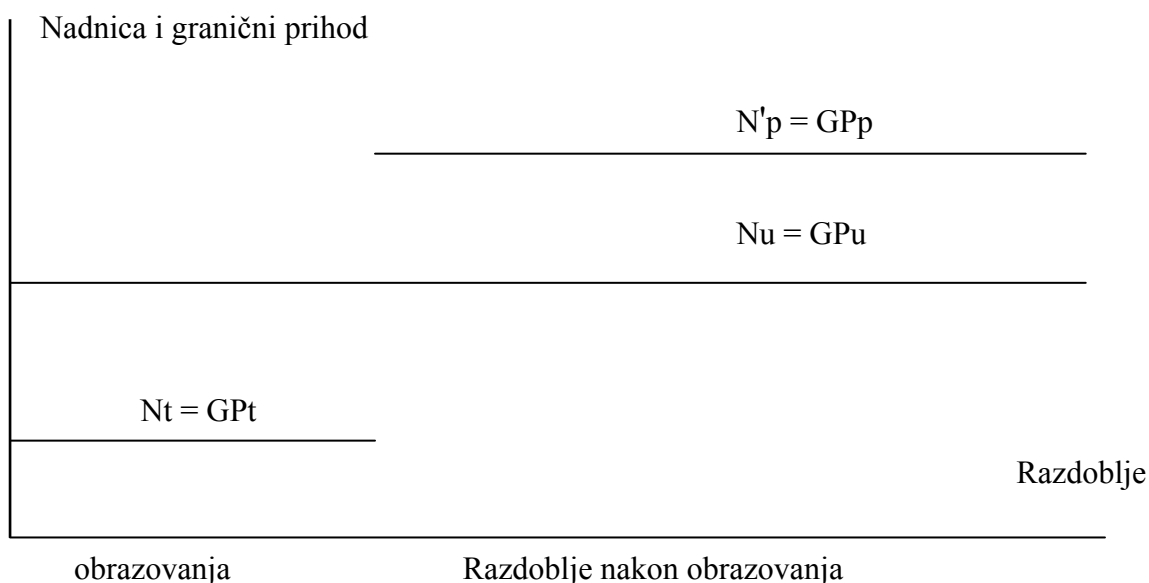 Nadnica i granični prihod
N'p = GPp
Nu = GPu
Nt = GPt
Razdoblje
obrazovanja Razdoblje nakon obrazovanja